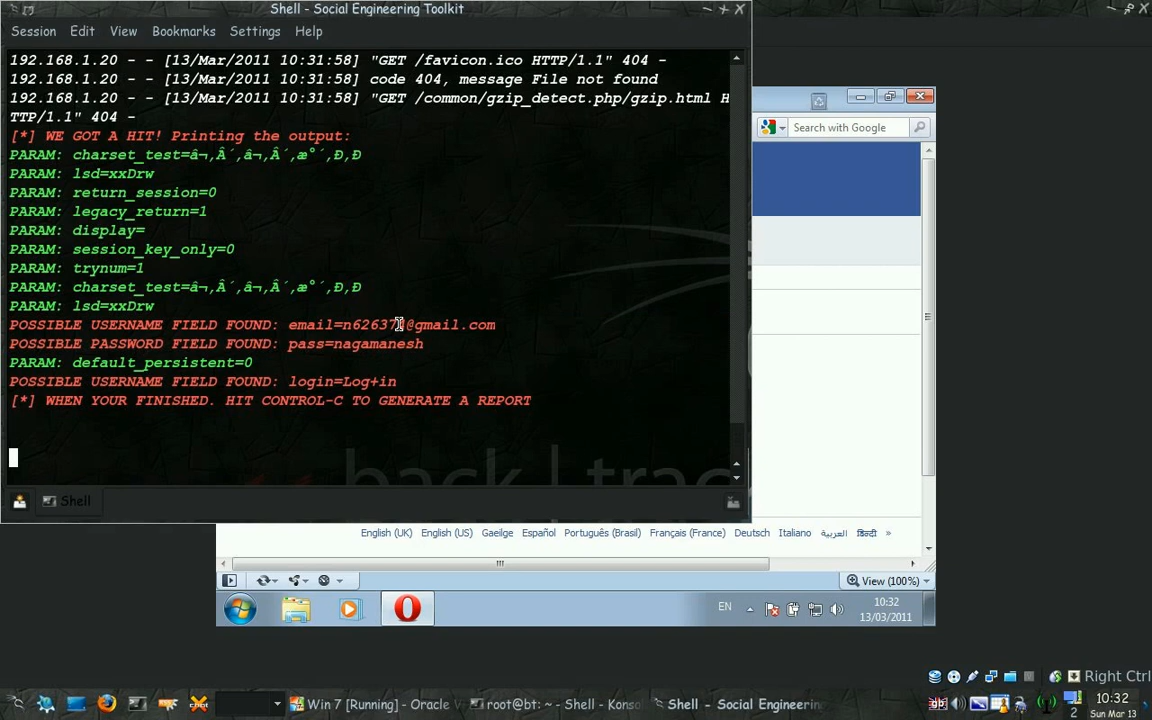 Shell - Social Engineering Toolkit
Session Edit View Bookmarks Settings Help
192.168.1.20 - - [13/Mar/2011 10:31:58] "GET /favicon.ico HTTP/1.1" 404 -
192.168.1.20 - - [13/Mar/2011 10:31:58] code 404, message File not found
192.168.1.20 - - [13/Mar/2011 10:31:58] "GET /common/gzip_detect.php/gzip.html H
TTP/1.1" 404 -
[*] WE GOT A HIT! Printing the output:
PARAM: charset_test=â¬,Â´,â¬,Â´,æ°´,Ð,Ð
PARAM: lsd=xxDrw
PARAM: return_session=0
PARAM: legacy_return=1
PARAM: display=
PARAM: session_key_only=0
PARAM: trynum=1
PARAM: charset_test=â¬,Â´,â¬,Â´,æ°´,Ð,Ð
PARAM: lsd=xxDrw
POSSIBLE USERNAME FIELD FOUND:
POSSIBLE PASSWORD FIELD FOUND: pass=nagamanesh
PARAM: default_persistent=0
POSSIBLE USERNAME FIELD FOUND: login=Log+in
[*] WHEN YOUR FINISHED. HIT CONTROL-C TO GENERATE A REPORT
back | trac
Shell
Search with Google
English (UK) English (US) Gaeilge Español Português (Brasil) Français (France) Deutsch Italiano العربية हिन्दी »
View (100%)
EN
10:32
13/03/2011
Right Ctrl
Win 7 [Running] - Oracle V
root@bt: ~ - Shell - Konso
Shell - Social Engineerin
2
10:32
Sun Mar 13